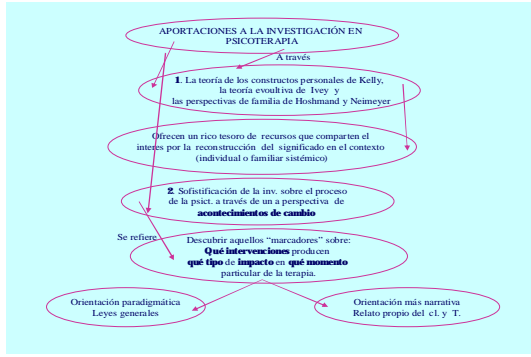 APORTACIONES A LA INVESTIGACIÓN EN
PSICOTERAPIA
A través
1. La teoría de los constructos personales de Kelly,
la teoría evoultiva de Ivey y
las perspectivas de familia de Hoshmand y Neimeyer
Ofrecen un rico tesoro de recursos que comparten el
interes por la reconstrucción del significado en el contexto
(individual o familiar sistémico)
2. Sofistificación de la inv. sobre el proceso
de la psict. a través de un a perspectiva de
acontecimientos de cambio
Se refiere
Descubrir aquellos “marcadores” sobre:
Qué intervenciones producen
qué tipo de impacto en qué momento
particular de la terapia.
Orientación paradigmática
Leyes generales
Orientación más narrativa
Relato propio del cl. y T.